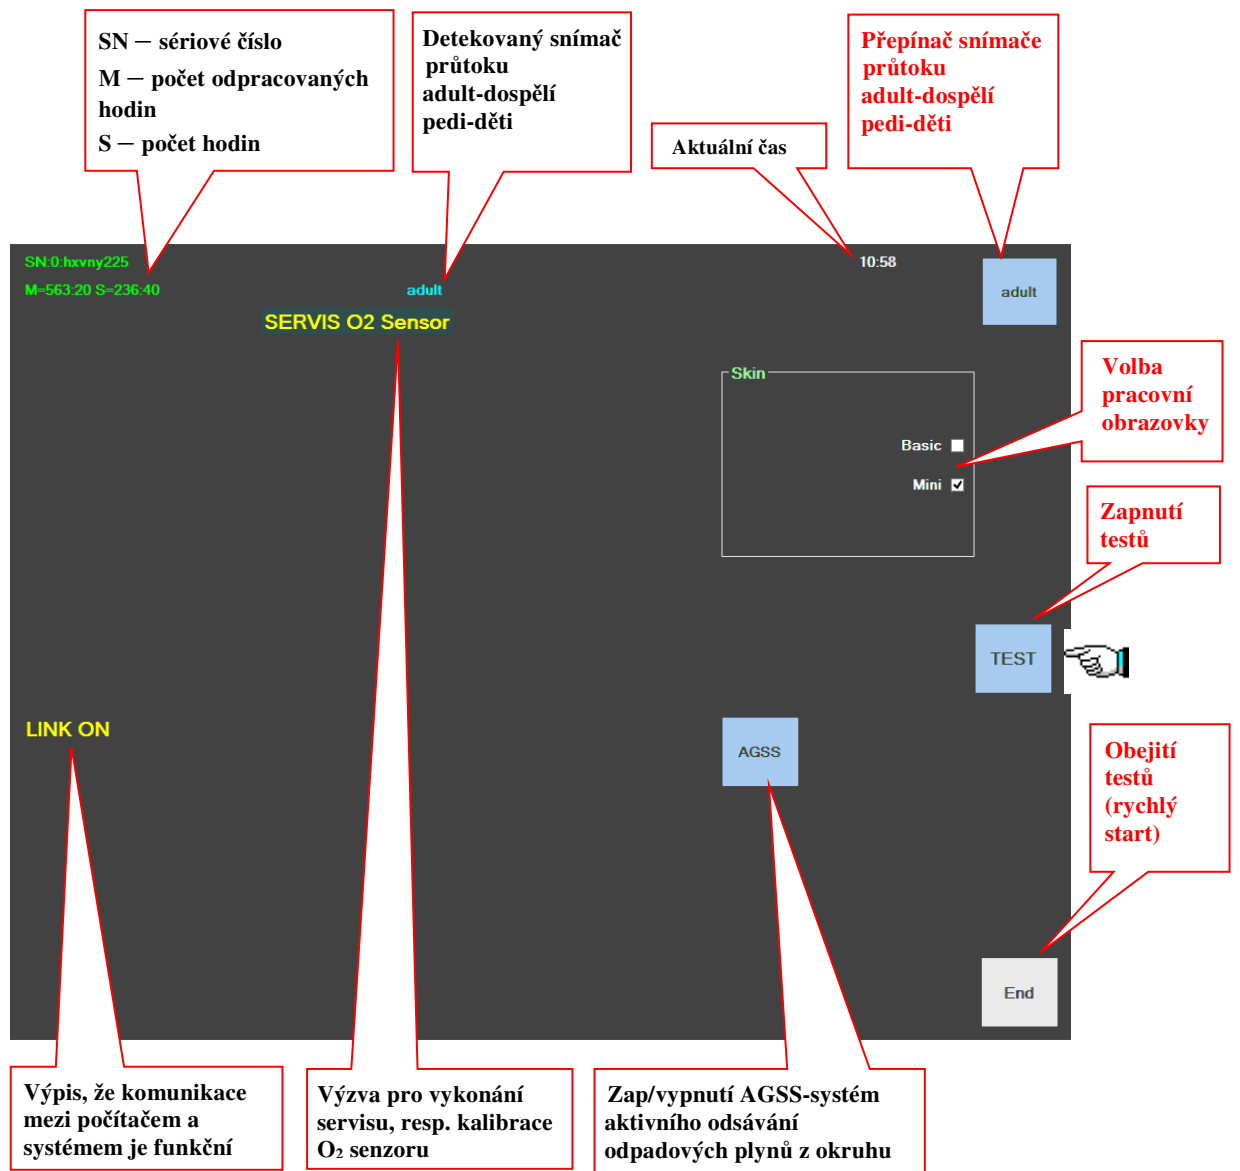 SN – sériové číslo
M – počet odpracovaných
hodin
S – počet hodin
Detekovaný snímač
průtoku
adult-dospělí
pedi-děti
Aktuální čas
Přepínač snímače
průtoku
adult-dospělí
pedi-děti
SN:0:hxvny225
M=563:20 S=236:40
adult
10:58
adult
SERVIS O2 Sensor
Skin
Basic
Mini
Volba
pracovní
obrazovky
Zapnutí
testů
TEST
LINK ON
AGSS
Obejití
testů
(rychlý
start)
End
Výpis, že komunikace
mezi počítačem a
systémem je funkční
Výzva pro vykonání
servisu, resp. kalibrace
O₂ senzoru
Zap/vypnutí AGSS-systém
aktivního odsávání
odpadových plynů z okruhu